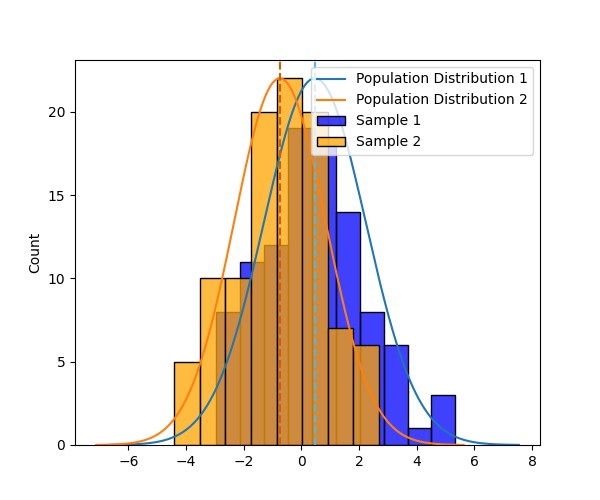 Population Distribution 1
Population Distribution 2
Sample 1
Sample 2
Count
20
15
10
5
0
−6
−4
−2
0
2
4
6
8